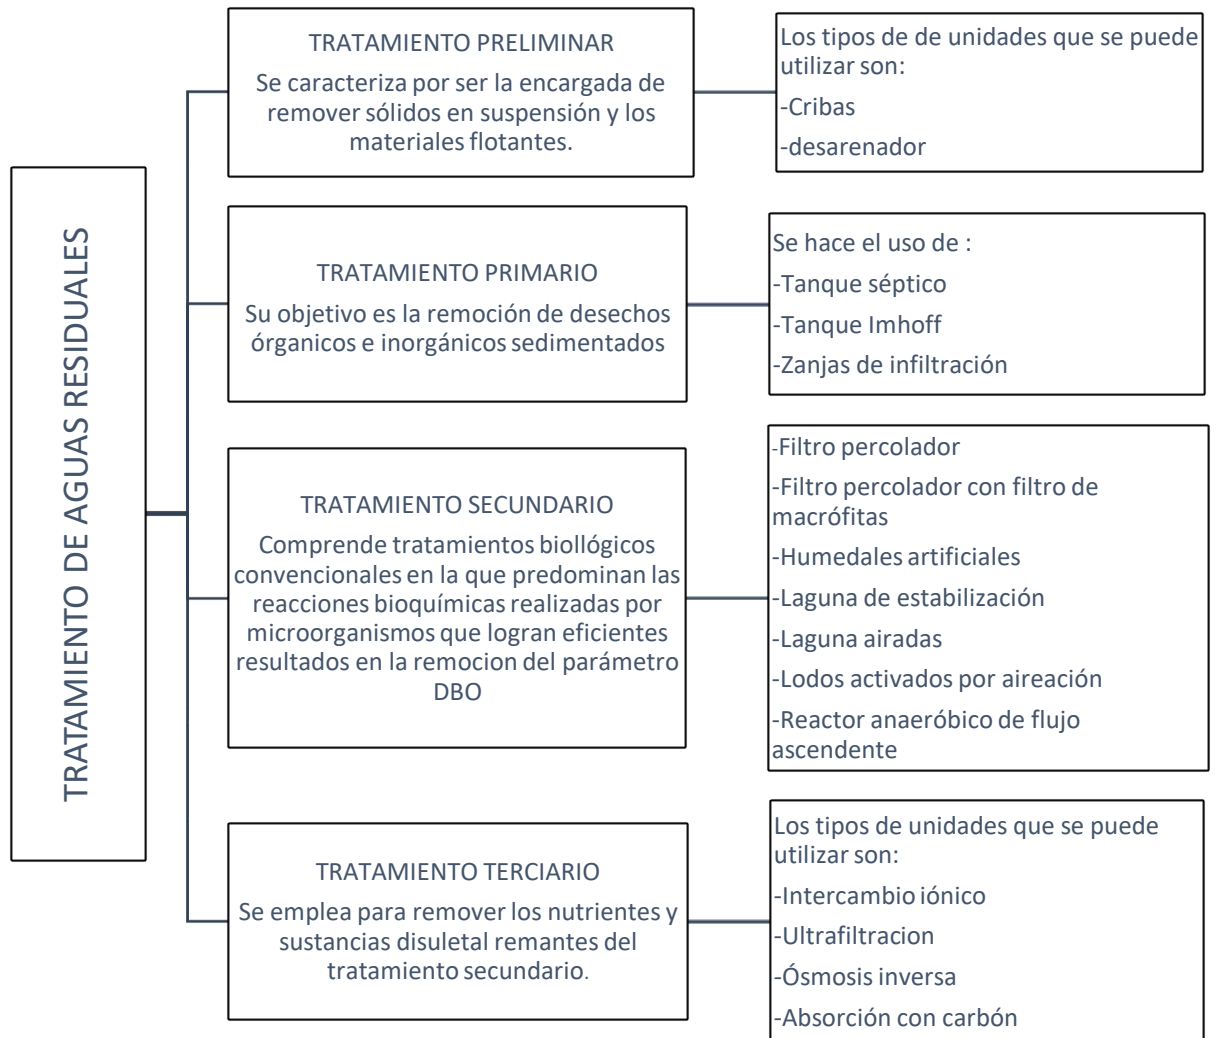 TRATAMIENTO DE AGUAS RESIDUALES
TRATAMIENTO PRELIMINAR
Se caracteriza por ser la encargada de
remover sólidos en suspensión y los
materiales flotantes.
Los tipos de de unidades que se puede
utilizar son:
-Cribas
-desarenador
TRATAMIENTO PRIMARIO
Su objetivo es la remoción de desechos
órganicos e inorgánicos sedimentados
Se hace el uso de :
-Tanque séptico
-Tanque Imhoff
-Zanjas de infiltración
TRATAMIENTO SECUNDARIO
Comprende tratamientos biollógicos
convencionales en la que predominan las
reacciones bioquímicas realizadas por
microorganismos que logran eficientes
resultados en la remocion del parámetro
DBO
-Filtro percolador
-Filtro percolador con filtro de
macrófitas
-Humedales artificiales
-Laguna de estabilización
-Laguna airadas
-Lodos activados por aireación
-Reactor anaeróbico de flujo
ascendente
TRATAMIENTO TERCIARIO
Se emplea para remover los nutrientes y
sustancias disuletal remantes del
tratamiento secundario.
Los tipos de unidades que se puede
utilizar son:
-Intercambio iónico
-Ultrafiltracion
-Ósmosis inversa
-Absorción con carbón